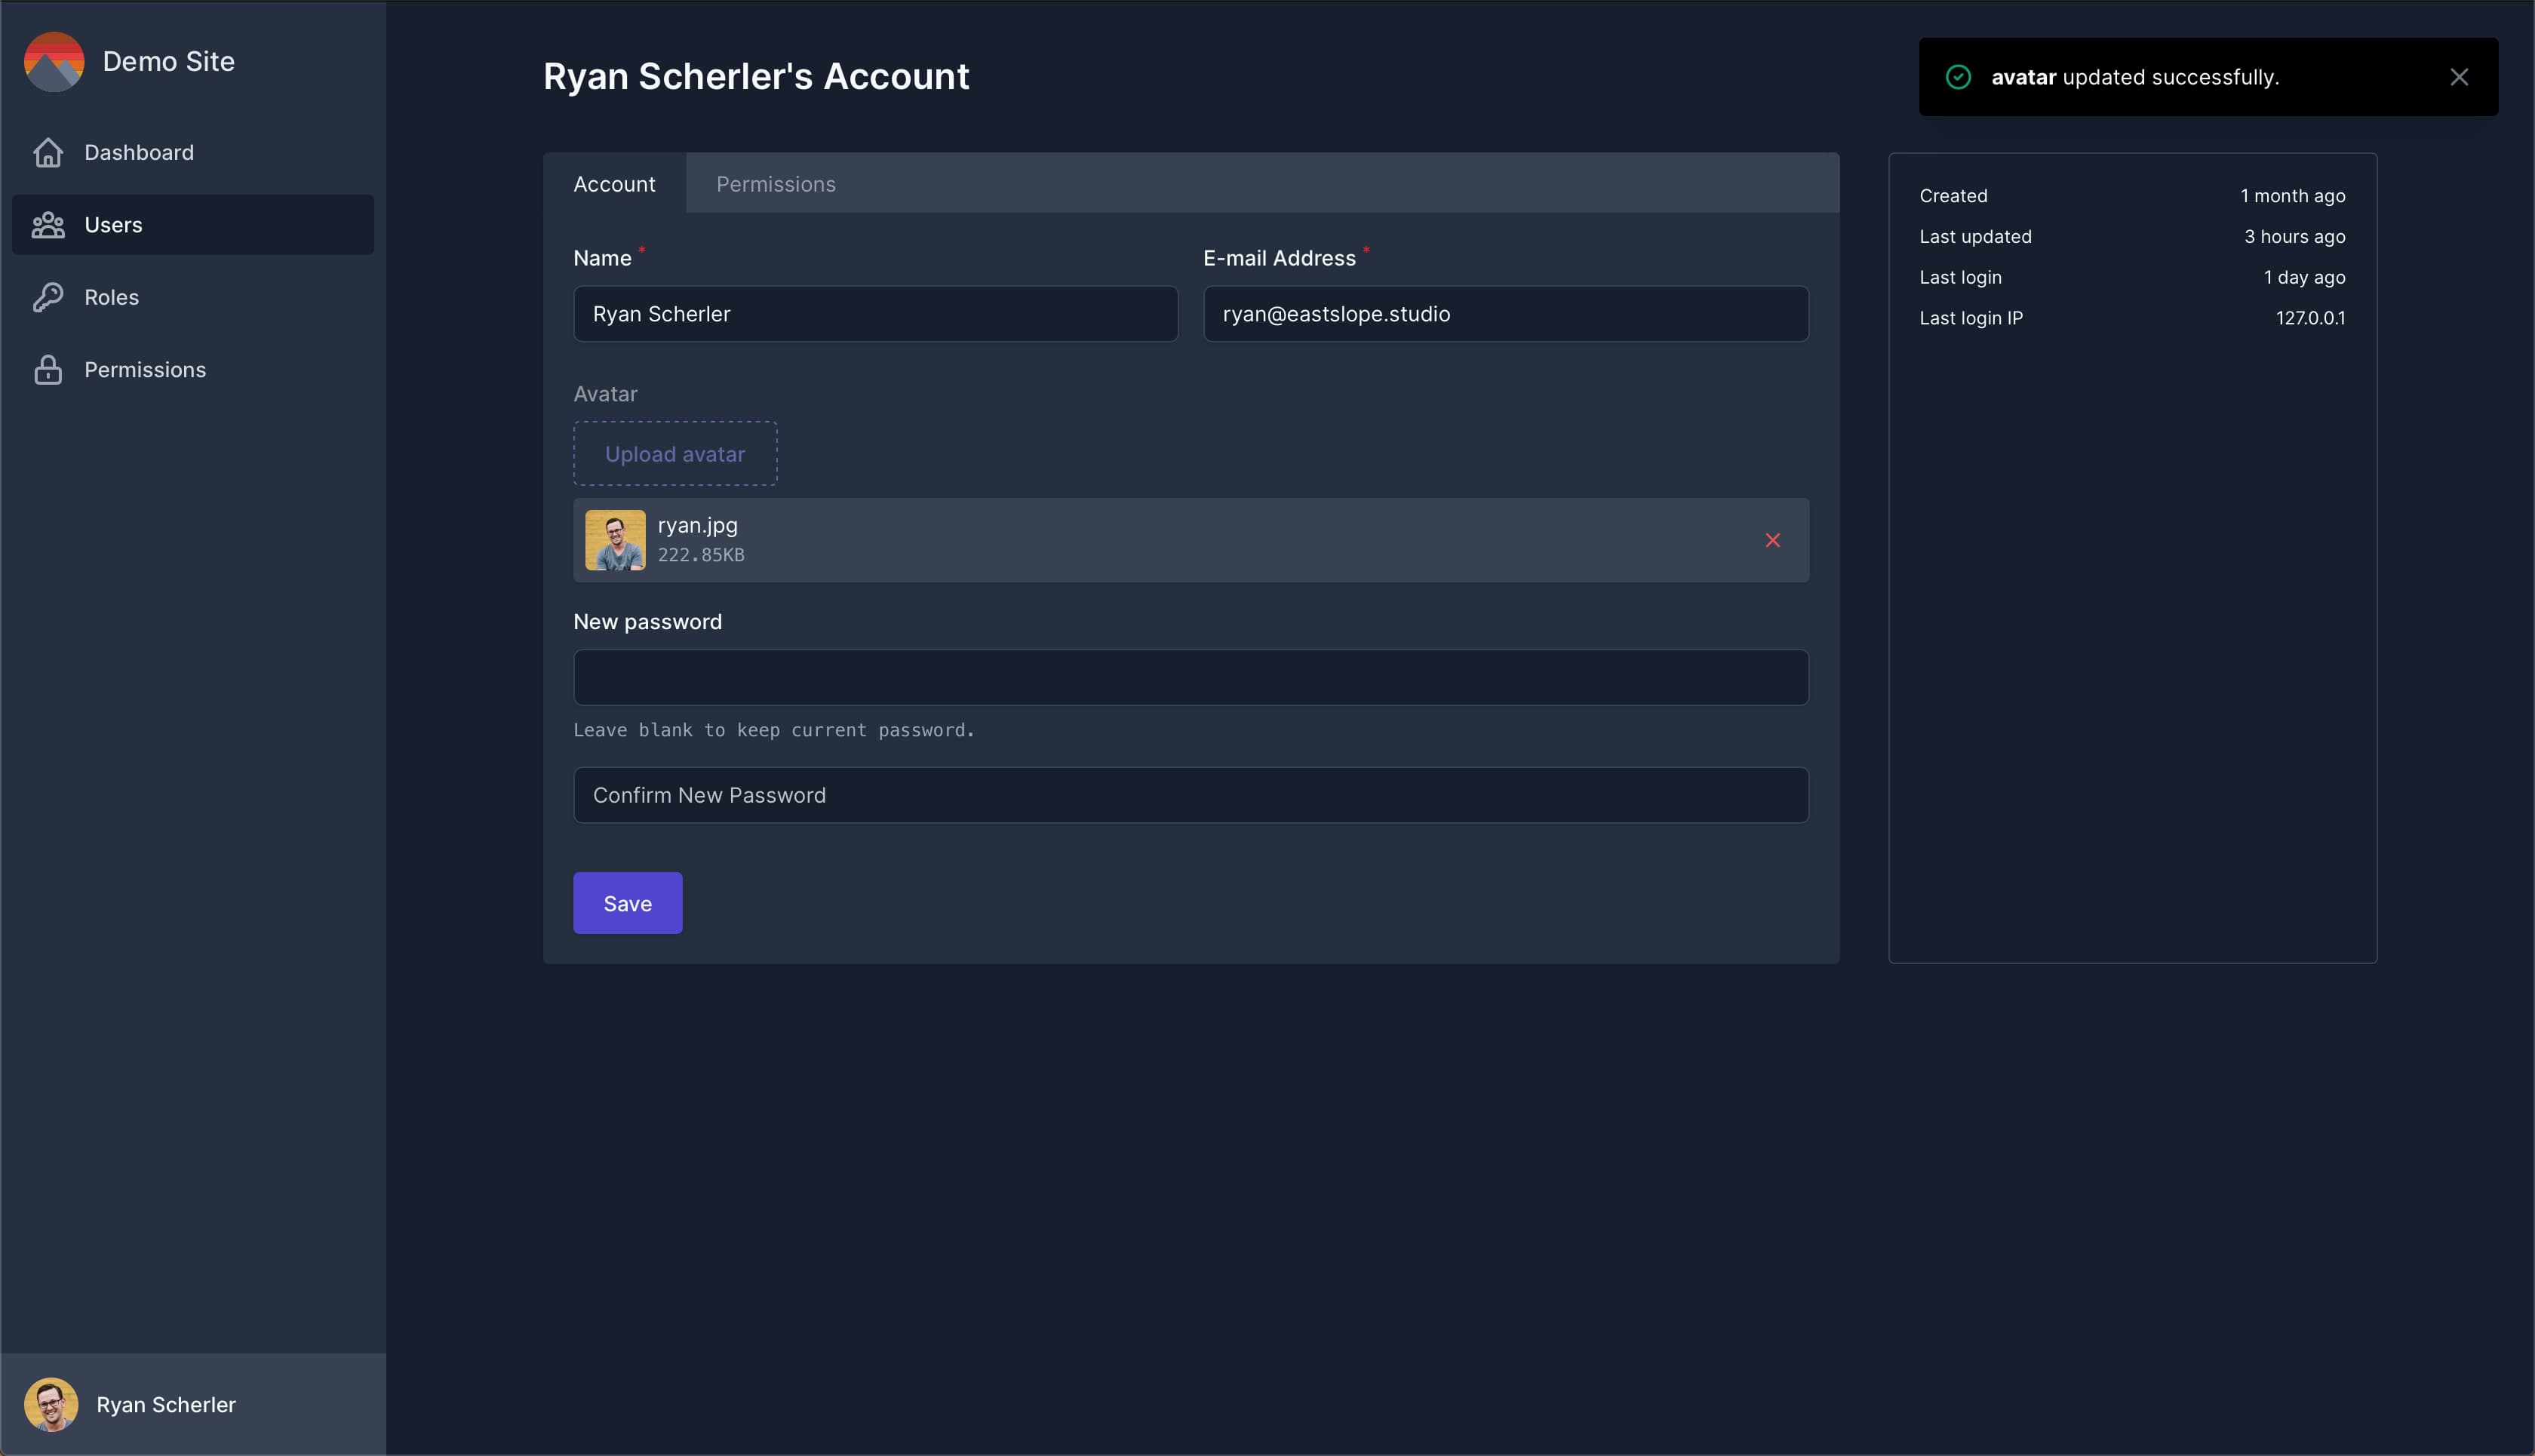 Demo Site
Dashboard
Users
Roles
Permissions
Ryan Scherler
Ryan Scherler's Account
avatar updated successfully.
Account
Permissions
Name *
E-mail Address *
Ryan Scherler
ryan@eastslope.studio
Avatar
Upload avatar
ryan.jpg
222.85KB
New password
Leave blank to keep current password.
Confirm New Password
Save
Created 1 month ago
Last updated 3 hours ago
Last login 1 day ago
Last login IP 127.0.0.1